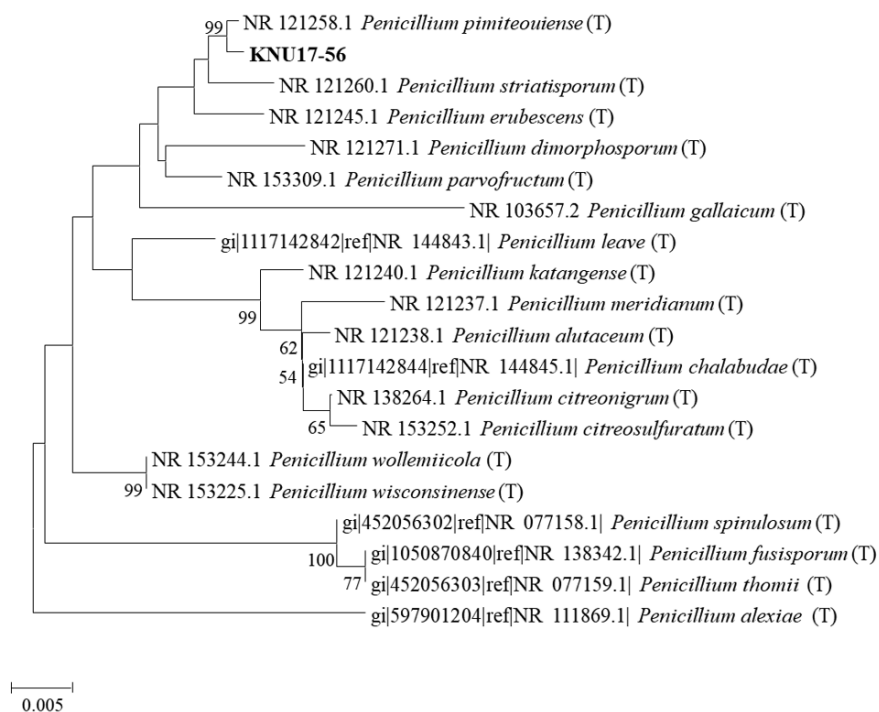 99 NR 121258.1 Penicillium pimiteouiense (T)
KNU17-56
NR 121260.1 Penicillium striatisporum (T)
NR 121245.1 Penicillium erubescens (T)
NR 121271.1 Penicillium dimorphosporum (T)
NR 153309.1 Penicillium parvofructum (T)
NR 103657.2 Penicillium gallaicum (T)
gi|1117142842|ref|NR 144843.1| Penicillium leave (T)
NR 121240.1 Penicillium katangense (T)
99 NR 121237.1 Penicillium meridianum (T)
62 NR 121238.1 Penicillium alutaceum (T)
54 gi|1117142844|ref|NR 144845.1| Penicillium chalabudae (T)
NR 138264.1 Penicillium citreonigrum (T)
65 NR 153252.1 Penicillium citreosulfuratum (T)
NR 153244.1 Penicillium wollemiicola (T)
99 NR 153225.1 Penicillium wisconsinense (T)
gi|452056302|ref|NR 077158.1| Penicillium spinulosum (T)
100 gi|1050870840|ref|NR 138342.1| Penicillium fusisporum (T)
77 gi|452056303|ref|NR 077159.1| Penicillium thomii (T)
gi|597901204|ref|NR 111869.1| Penicillium alexiae (T)
0.005